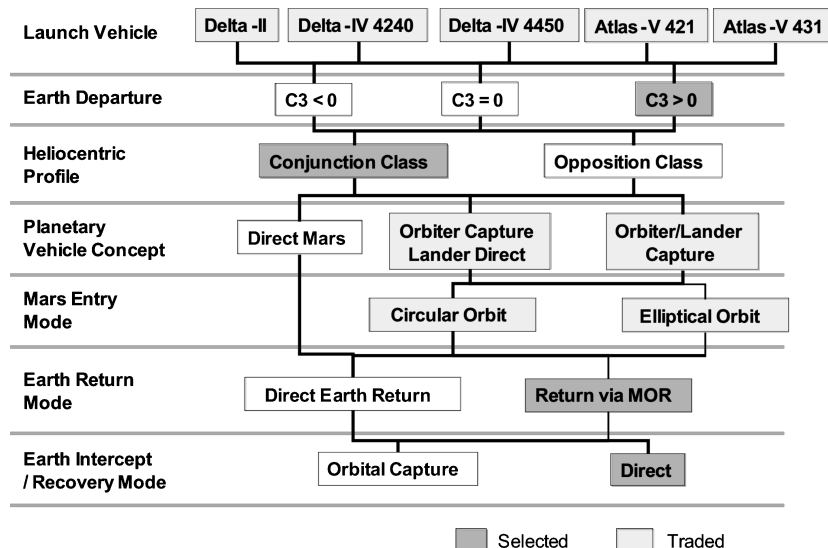 Launch Vehicle
Delta -II
Delta -IV 4240
Delta -IV 4450
Atlas -V 421
Atlas -V 431
Earth Departure
C3 < 0
C3 = 0
C3 > 0
Heliocentric
Profile
Conjunction Class
Opposition Class
Planetary
Vehicle Concept
Direct Mars
Orbiter Capture
Lander Direct
Orbiter/Lander
Capture
Mars Entry
Mode
Circular Orbit
Elliptical Orbit
Earth Return
Mode
Direct Earth Return
Return via MOR
Earth Intercept
/ Recovery Mode
Orbital Capture
Direct
Selected
Traded